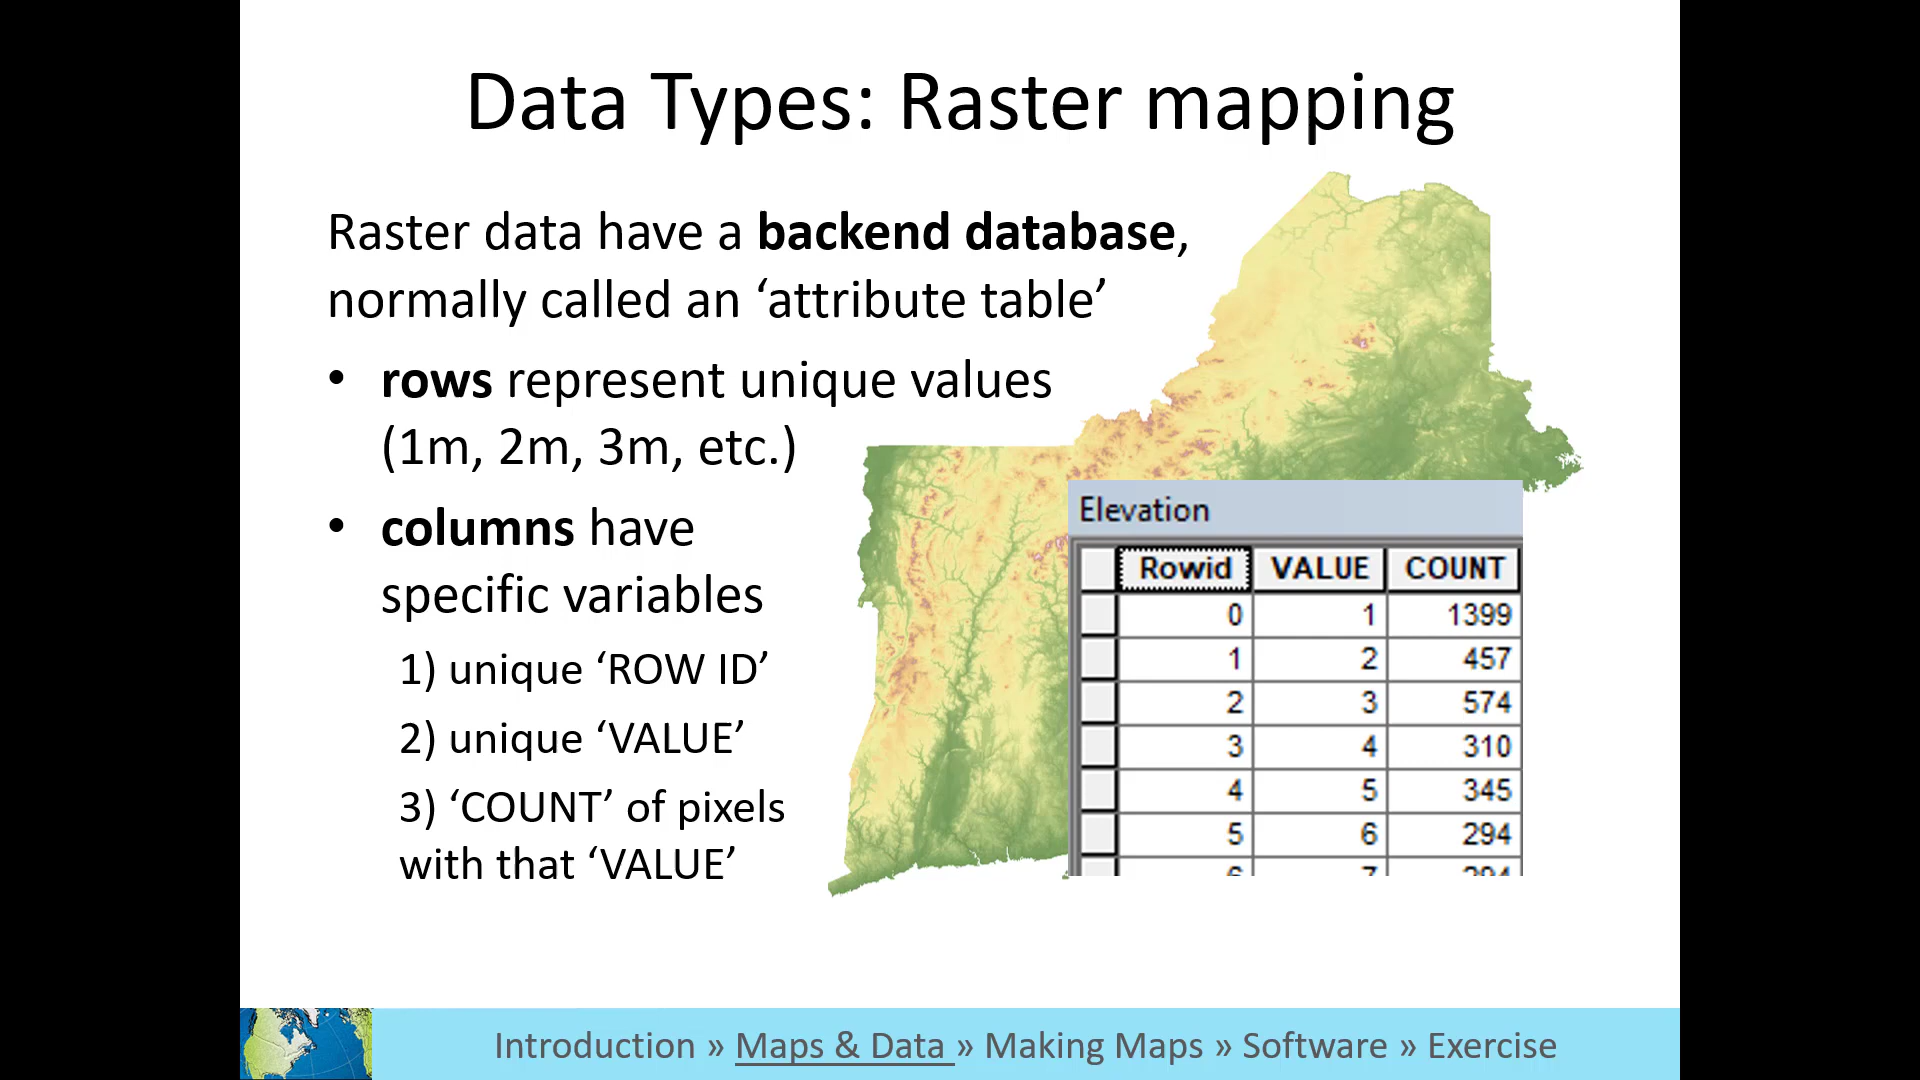 Data Types: Raster mapping
Raster data have a backend database,
normally called an ‘attribute table’
• rows represent unique values
(1m, 2m, 3m, etc.)
• columns have
specific variables
1) unique ‘ROW ID’
2) unique ‘VALUE’
3) ‘COUNT’ of pixels
with that ‘VALUE’
Elevation
Rowid VALUE COUNT
0 1 1399
1 2 457
2 3 574
3 4 310
4 5 345
5 6 294
Introduction » Maps & Data » Making Maps » Software » Exercise